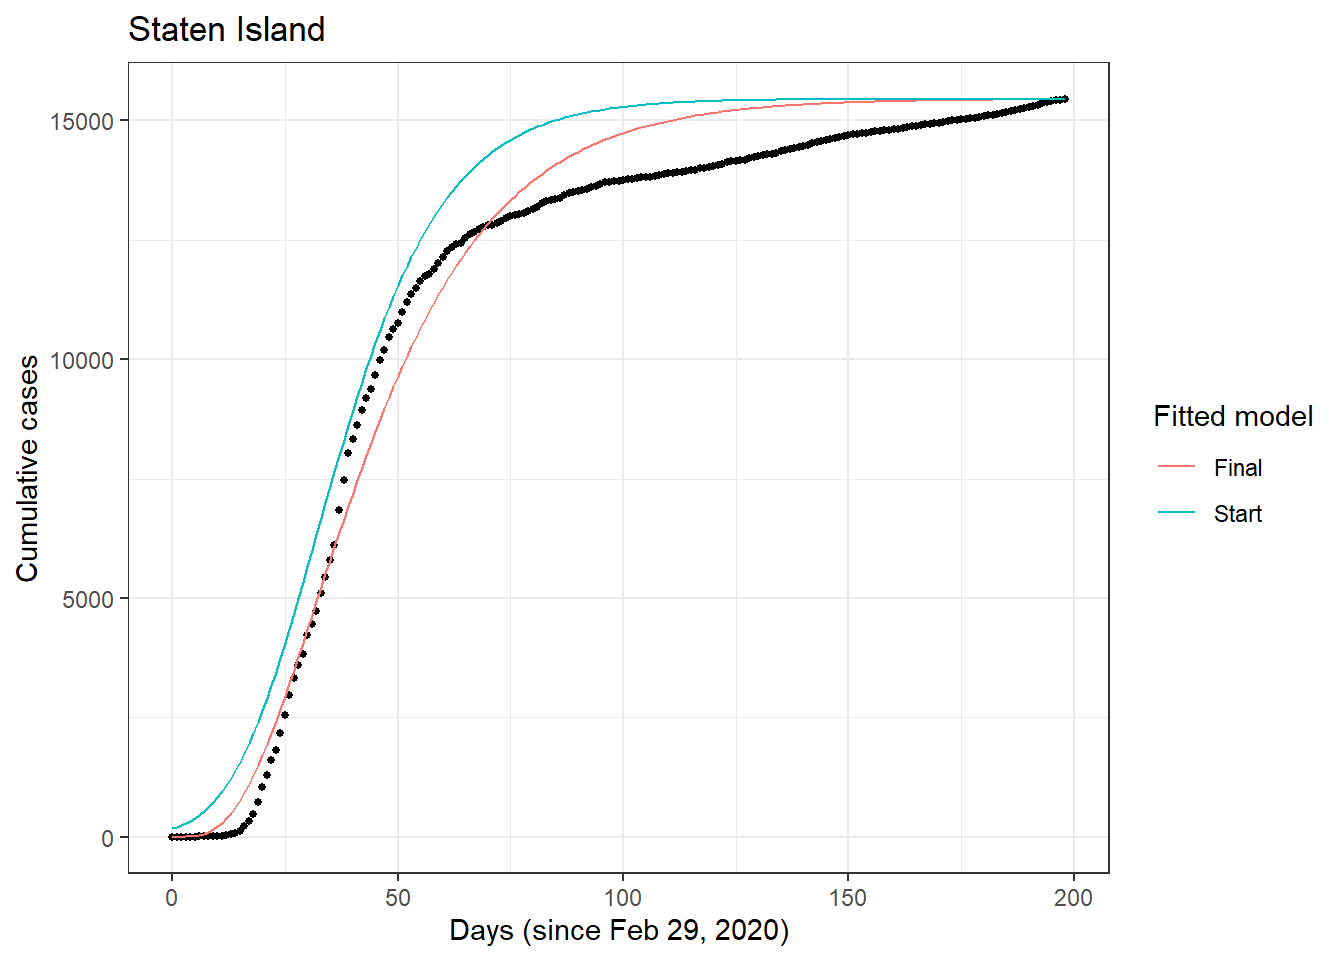 Staten Island
Cumulative cases
15000
10000
5000
0
0 50 100 150 200
Days (since Feb 29, 2020)
Fitted model
Final
Start